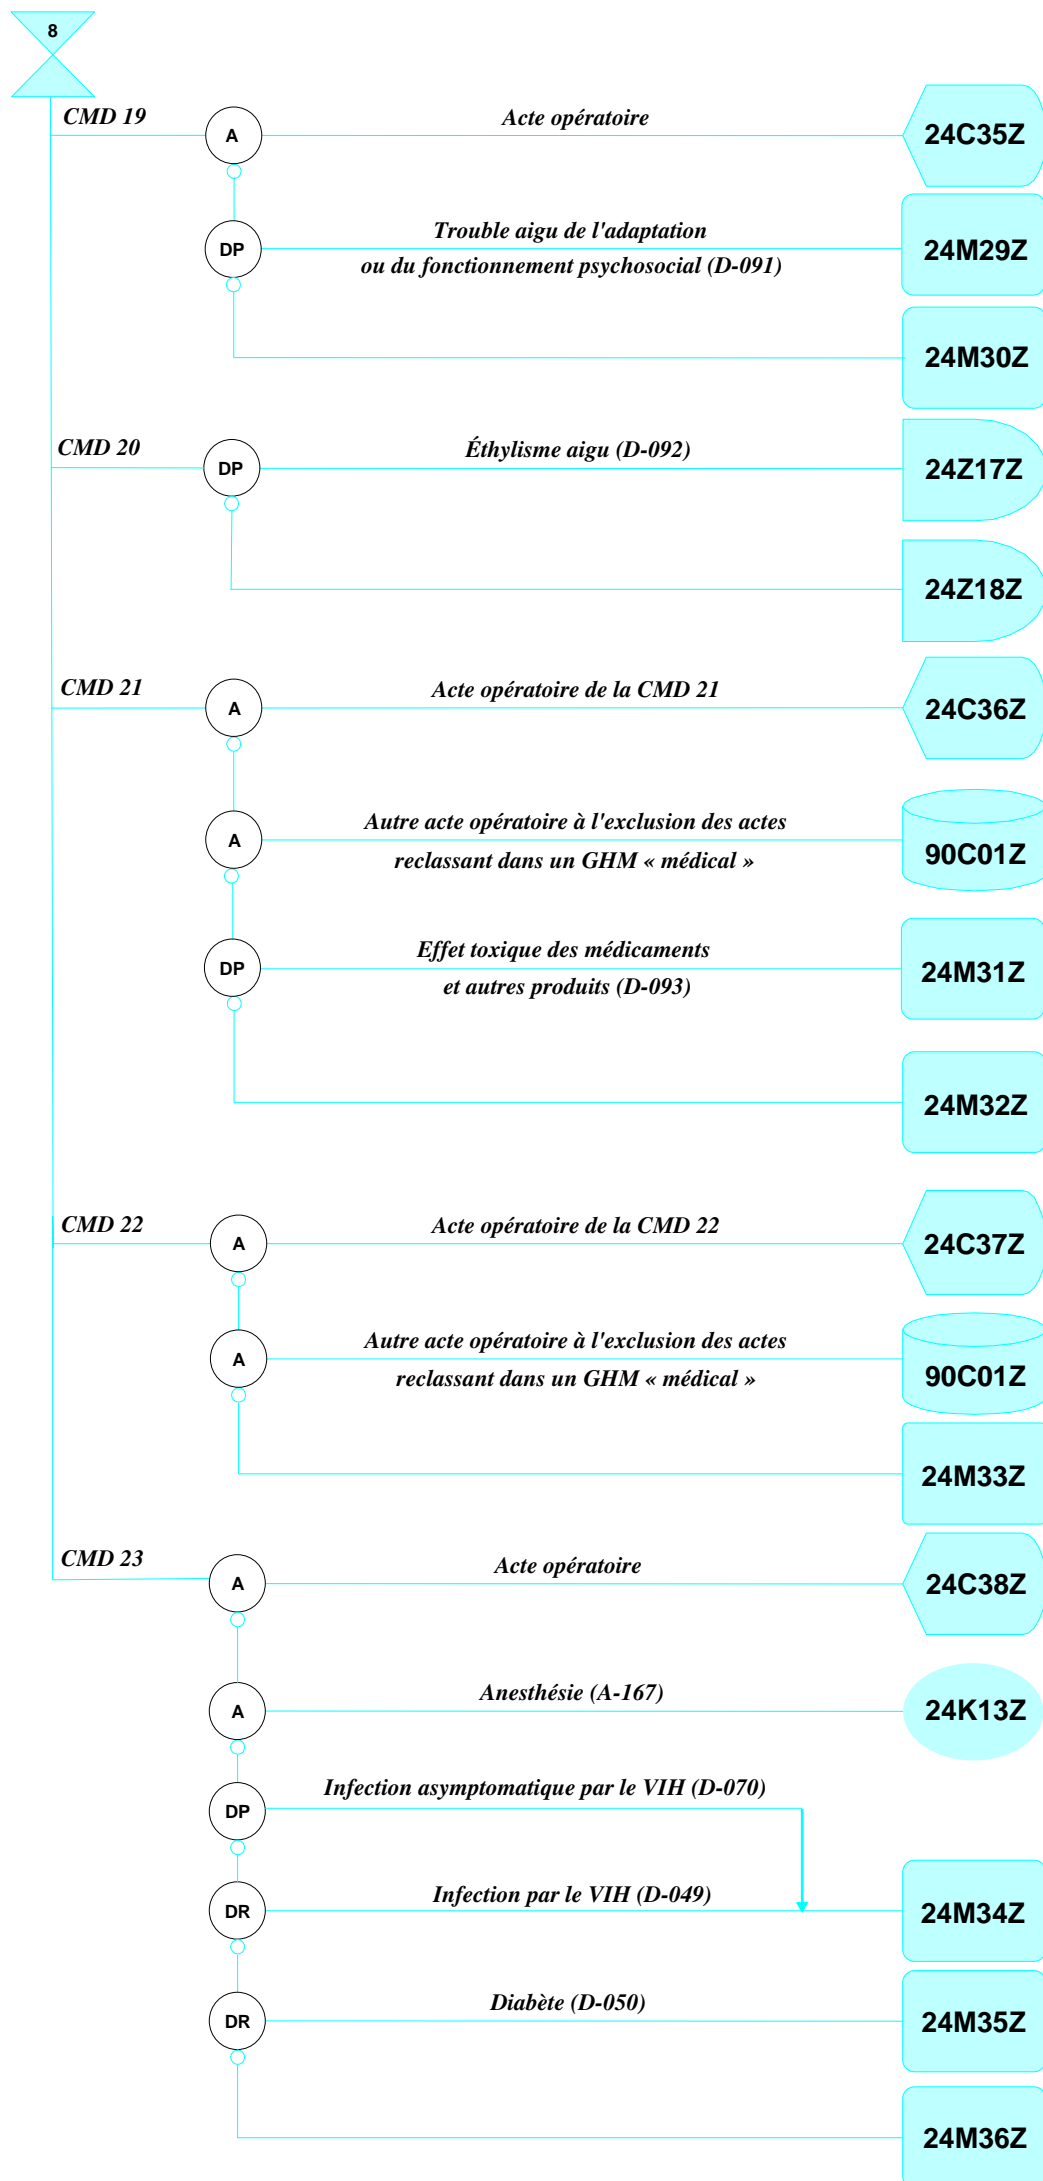 8
CMD 19
A
Acte opératoire
24C35Z
DP
Trouble aigu de l'adaptation
ou du fonctionnement psychosocial (D-091)
24M29Z
24M30Z
CMD 20
DP
Éthylisme aigu (D-092)
24Z17Z
24Z18Z
CMD 21
A
Acte opératoire de la CMD 21
24C36Z
A
Autre acte opératoire à l'exclusion des actes
reclassant dans un GHM « médical »
90C01Z
DP
Effet toxique des médicaments
et autres produits (D-093)
24M31Z
24M32Z
CMD 22
A
Acte opératoire de la CMD 22
24C37Z
A
Autre acte opératoire à l'exclusion des actes
reclassant dans un GHM « médical »
90C01Z
24M33Z
CMD 23
A
Acte opératoire
24C38Z
A
Anesthésie (A-167)
24K13Z
DP
Infection asymptomatique par le VIH (D-070)
DR
Infection par le VIH (D-049)
24M34Z
DR
Diabète (D-050)
24M35Z
24M36Z